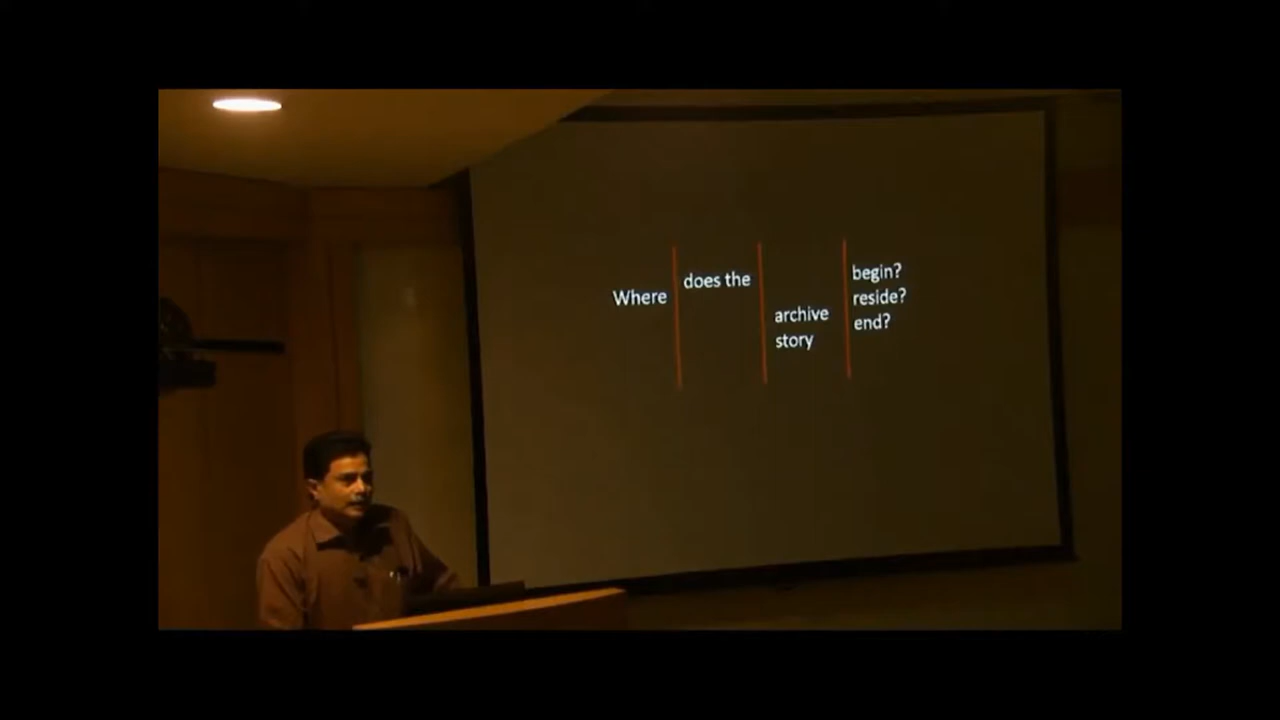 Where
does the
archive
story
begin?
reside?
end?